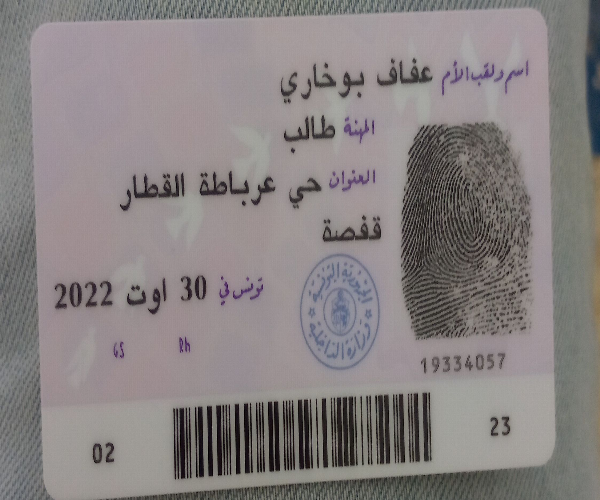 اسم ولقب الأم عفاف بوخاري
المهنة طالب
العنوان حي عرباطة القطار
قفصة
تونس في 30 اوت 2022
GS Rh
الجمهورية التونسية
وزارة الداخلية
19334057
02 23